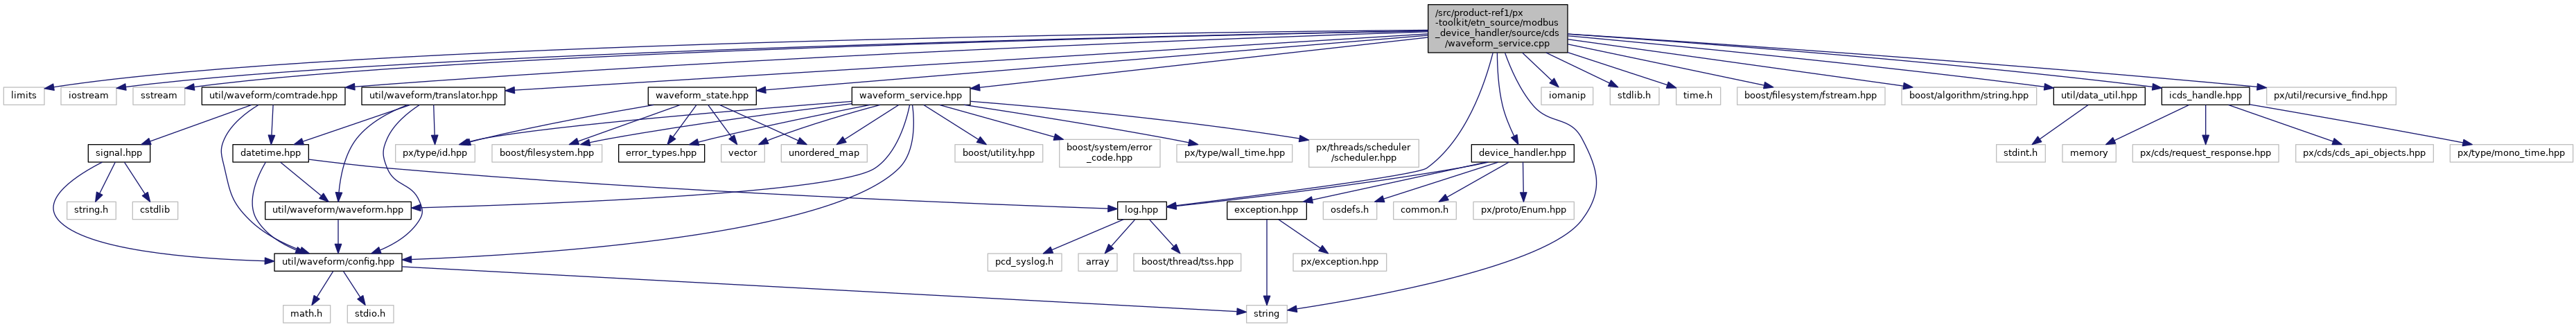 /src/product-ref1/px
-toolkit/etn_source/modbus
_device_handler/source/cds
/waveform_service.cpp
limits
iostream
sstream
util/waveform/comtrade.hpp
util/waveform/translator.hpp
waveform_state.hpp
waveform_service.hpp
iomanip
stdlib.h
time.h
boost/filesystem/fstream.hpp
boost/algorithm/string.hpp
util/data_util.hpp
icds_handle.hpp
px/util/recursive_find.hpp
signal.hpp
datetime.hpp
px/type/id.hpp
boost/filesystem.hpp
error_types.hpp
vector
unordered_map
boost/utility.hpp
boost/system/error
_code.hpp
px/type/wall_time.hpp
px/threads/scheduler
/scheduler.hpp
device_handler.hpp
stdint.h
memory
px/cds/request_response.hpp
px/cds/cds_api_objects.hpp
px/type/mono_time.hpp
string.h
cstdlib
util/waveform/waveform.hpp
log.hpp
exception.hpp
osdefs.h
common.h
px/proto/Enum.hpp
util/waveform/config.hpp
pcd_syslog.h
array
boost/thread/tss.hpp
px/exception.hpp
math.h
stdio.h
string